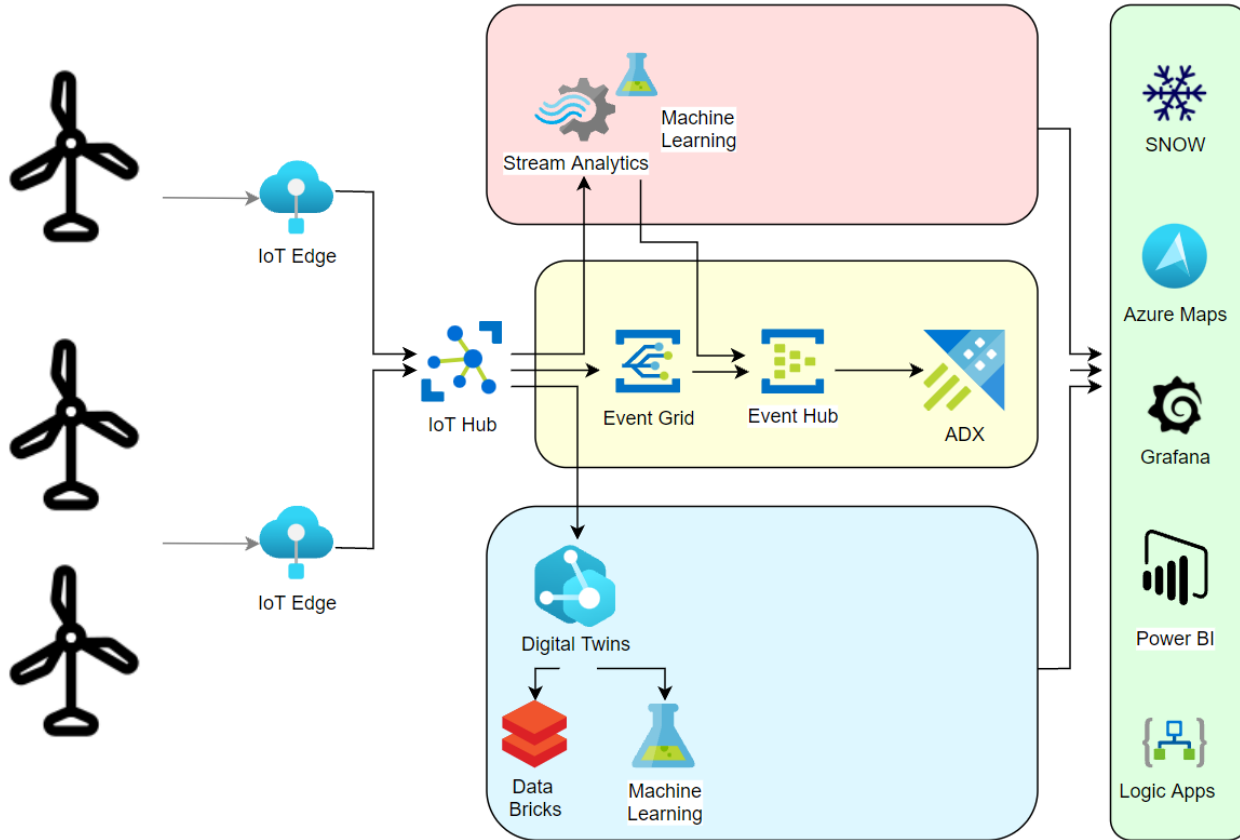 Machine
Learning
Stream Analytics
SNOW
IoT Edge
Azure Maps
IoT Hub
Event Grid
Event Hub
ADX
Grafana
IoT Edge
Digital Twins
Power BI
Data
Bricks
Machine
Learning
Logic Apps